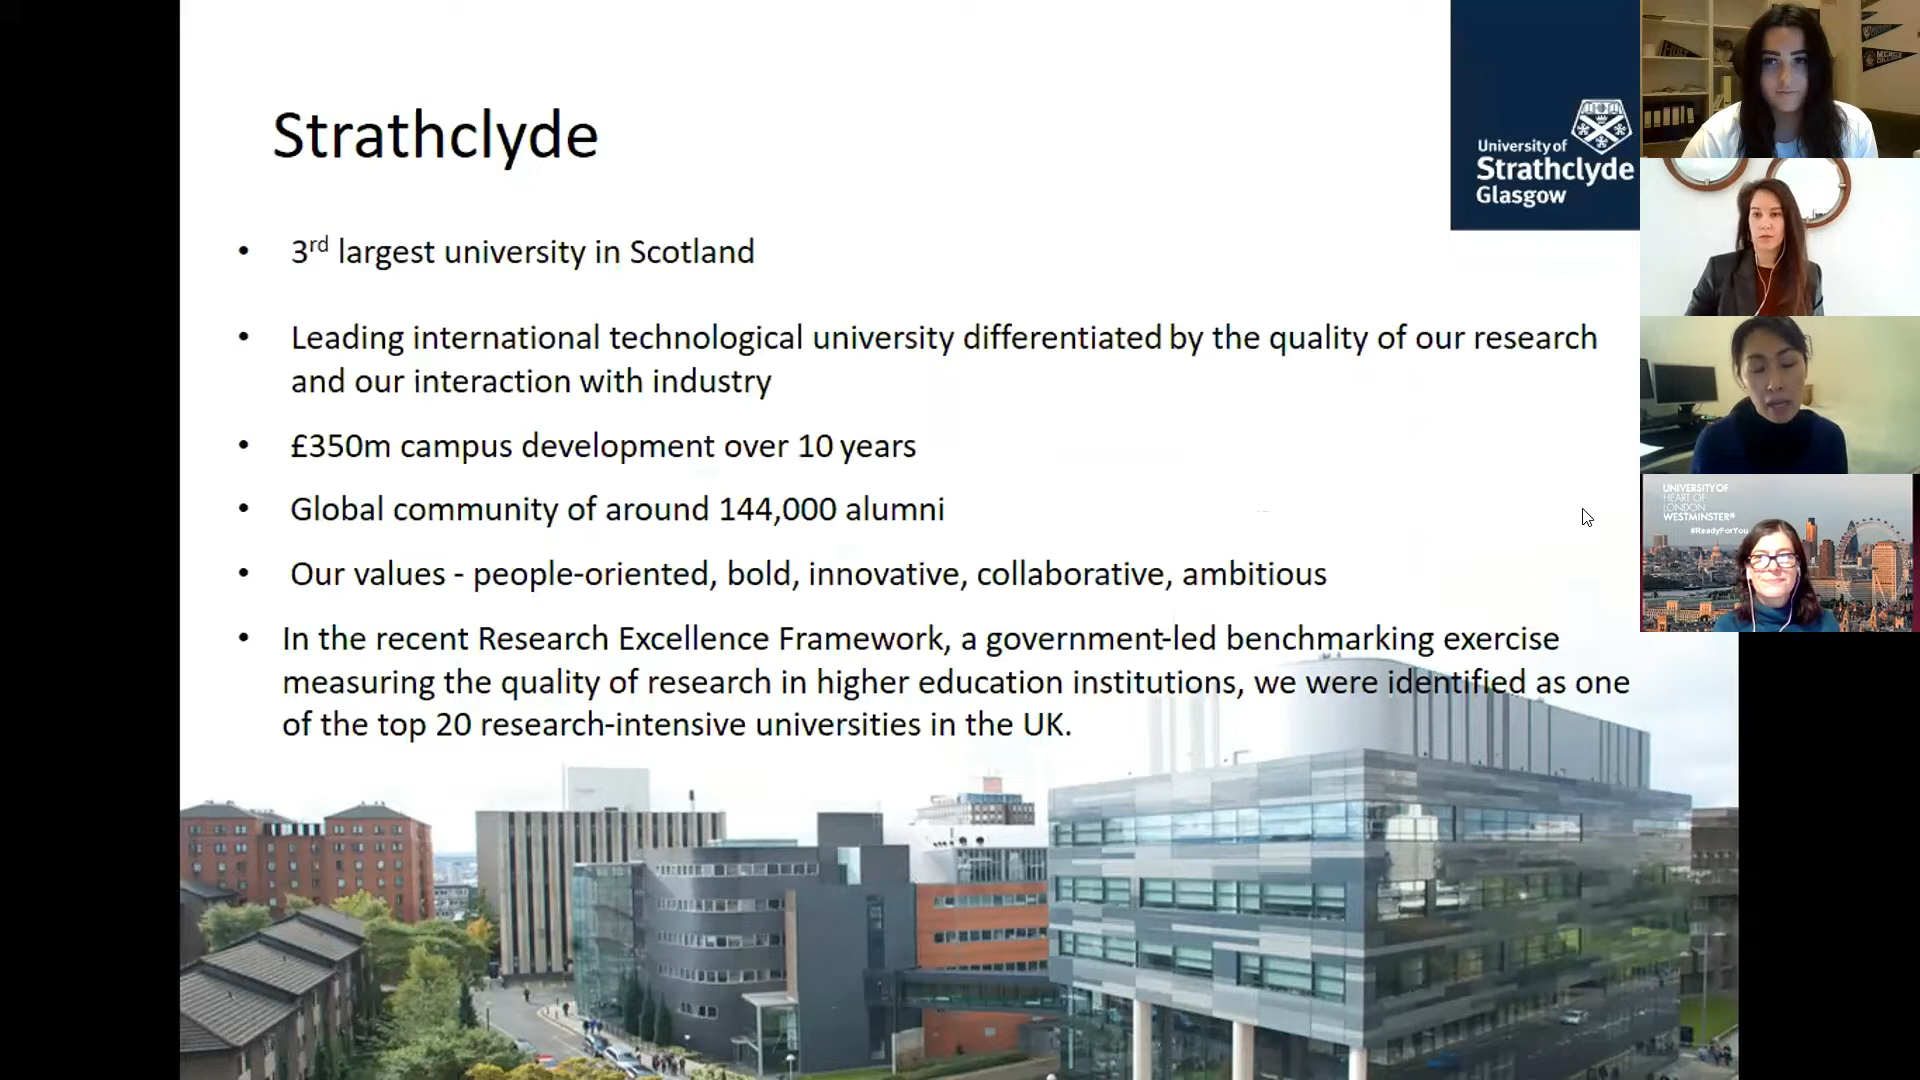 Strathclyde
University of
Strathclyde
Glasgow
• 3rd largest university in Scotland
• Leading international technological university differentiated by the quality of our research
and our interaction with industry
• £350m campus development over 10 years
• Global community of around 144,000 alumni
• Our values - people-oriented, bold, innovative, collaborative, ambitious
• In the recent Research Excellence Framework, a government-led benchmarking exercise
measuring the quality of research in higher education institutions, we were identified as one
of the top 20 research-intensive universities in the UK.
UNIVERSITY OF
HEART OF
LONDON
WESTMINSTER
#ReadyForYou